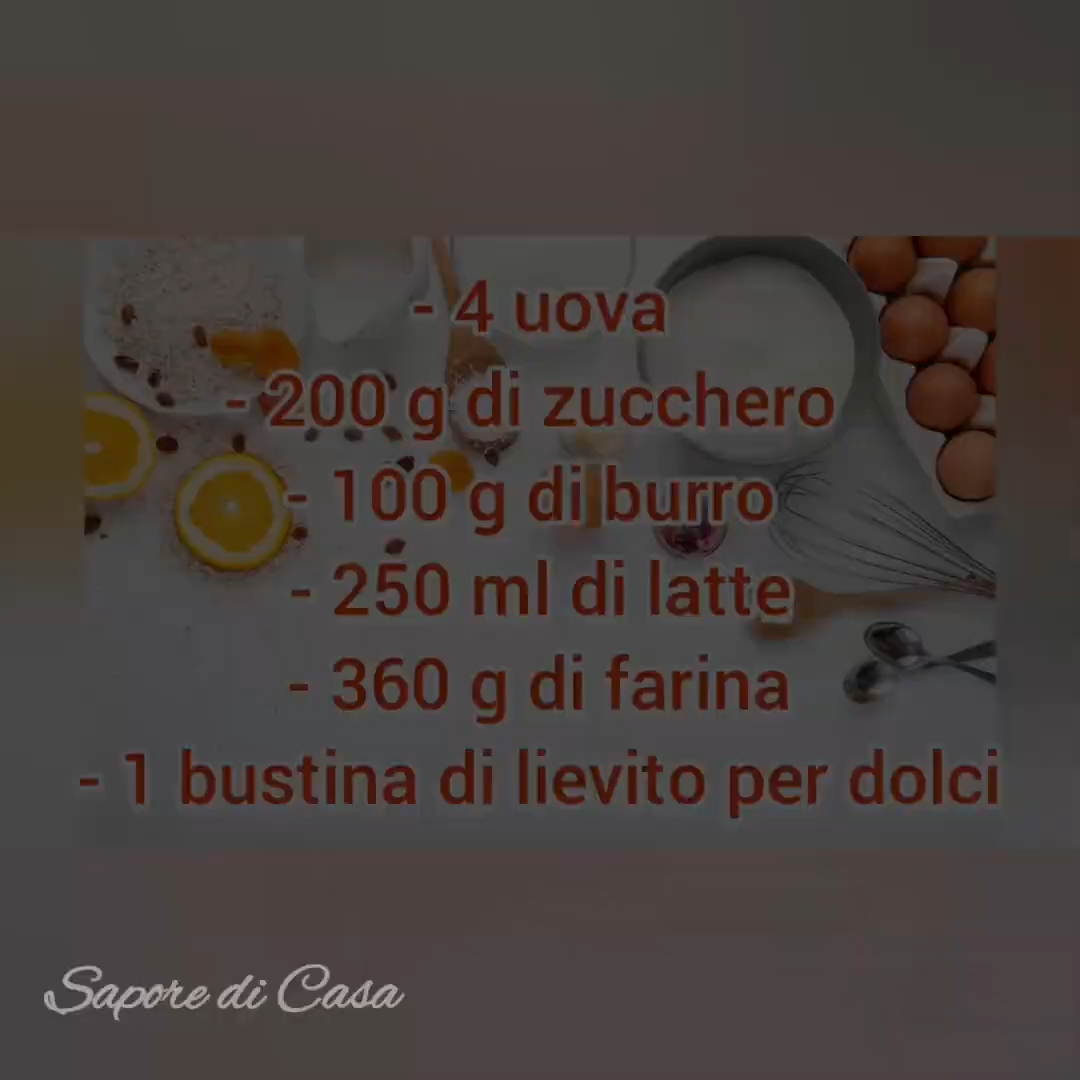 - 4 uova
- 200 g di zucchero
- 100 g di burro
- 250 ml di latte
- 360 g di farina
- 1 bustina di lievito per dolci
Sapore di Casa